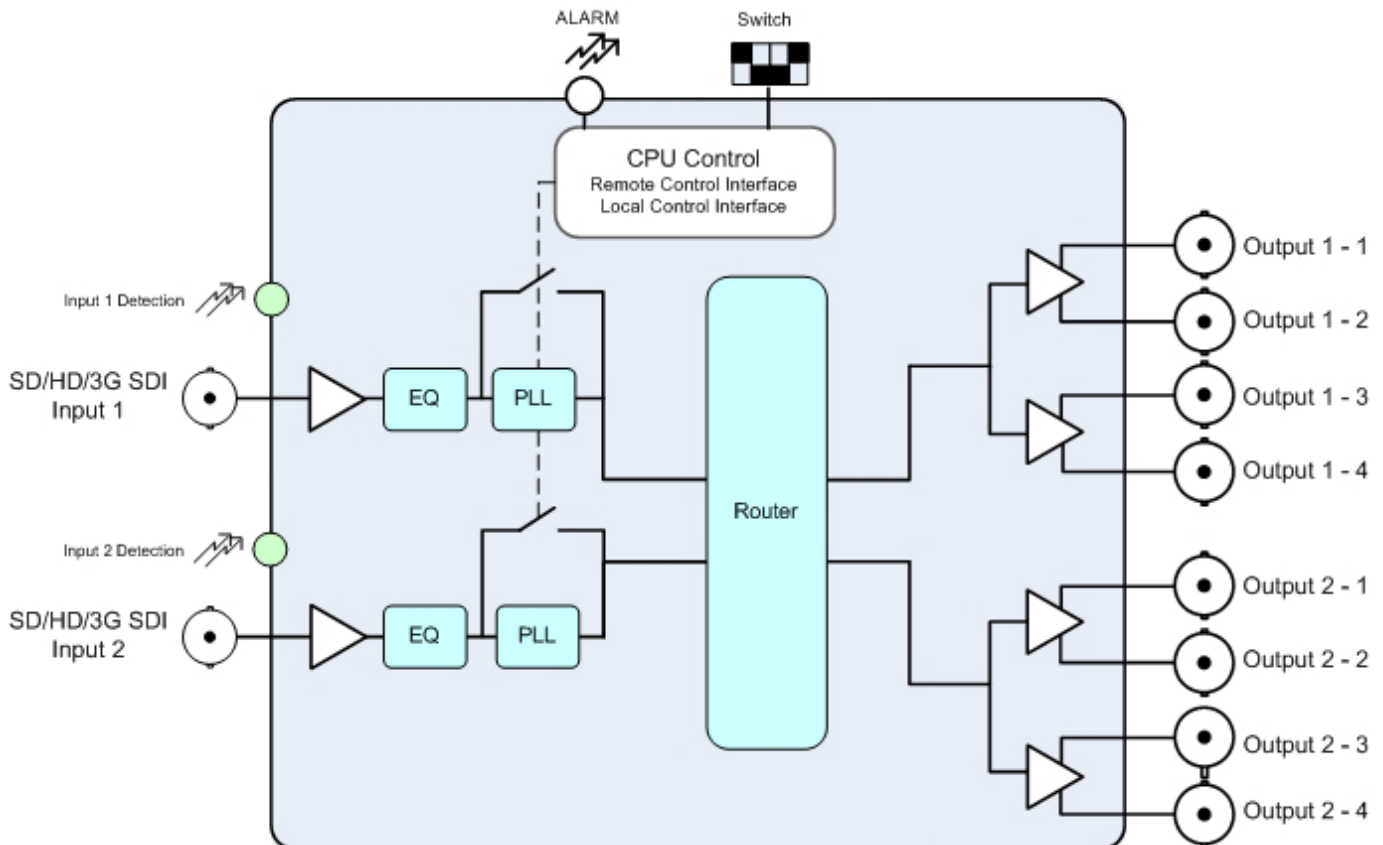 ALARM
Switch
CPU Control
Remote Control Interface
Local Control Interface
Input 1 Detection
SD/HD/3G SDI
Input 1
EQ
PLL
Input 2 Detection
SD/HD/3G SDI
Input 2
EQ
PLL
Router
Output 1 - 1
Output 1 - 2
Output 1 - 3
Output 1 - 4
Output 2 - 1
Output 2 - 2
Output 2 - 3
Output 2 - 4